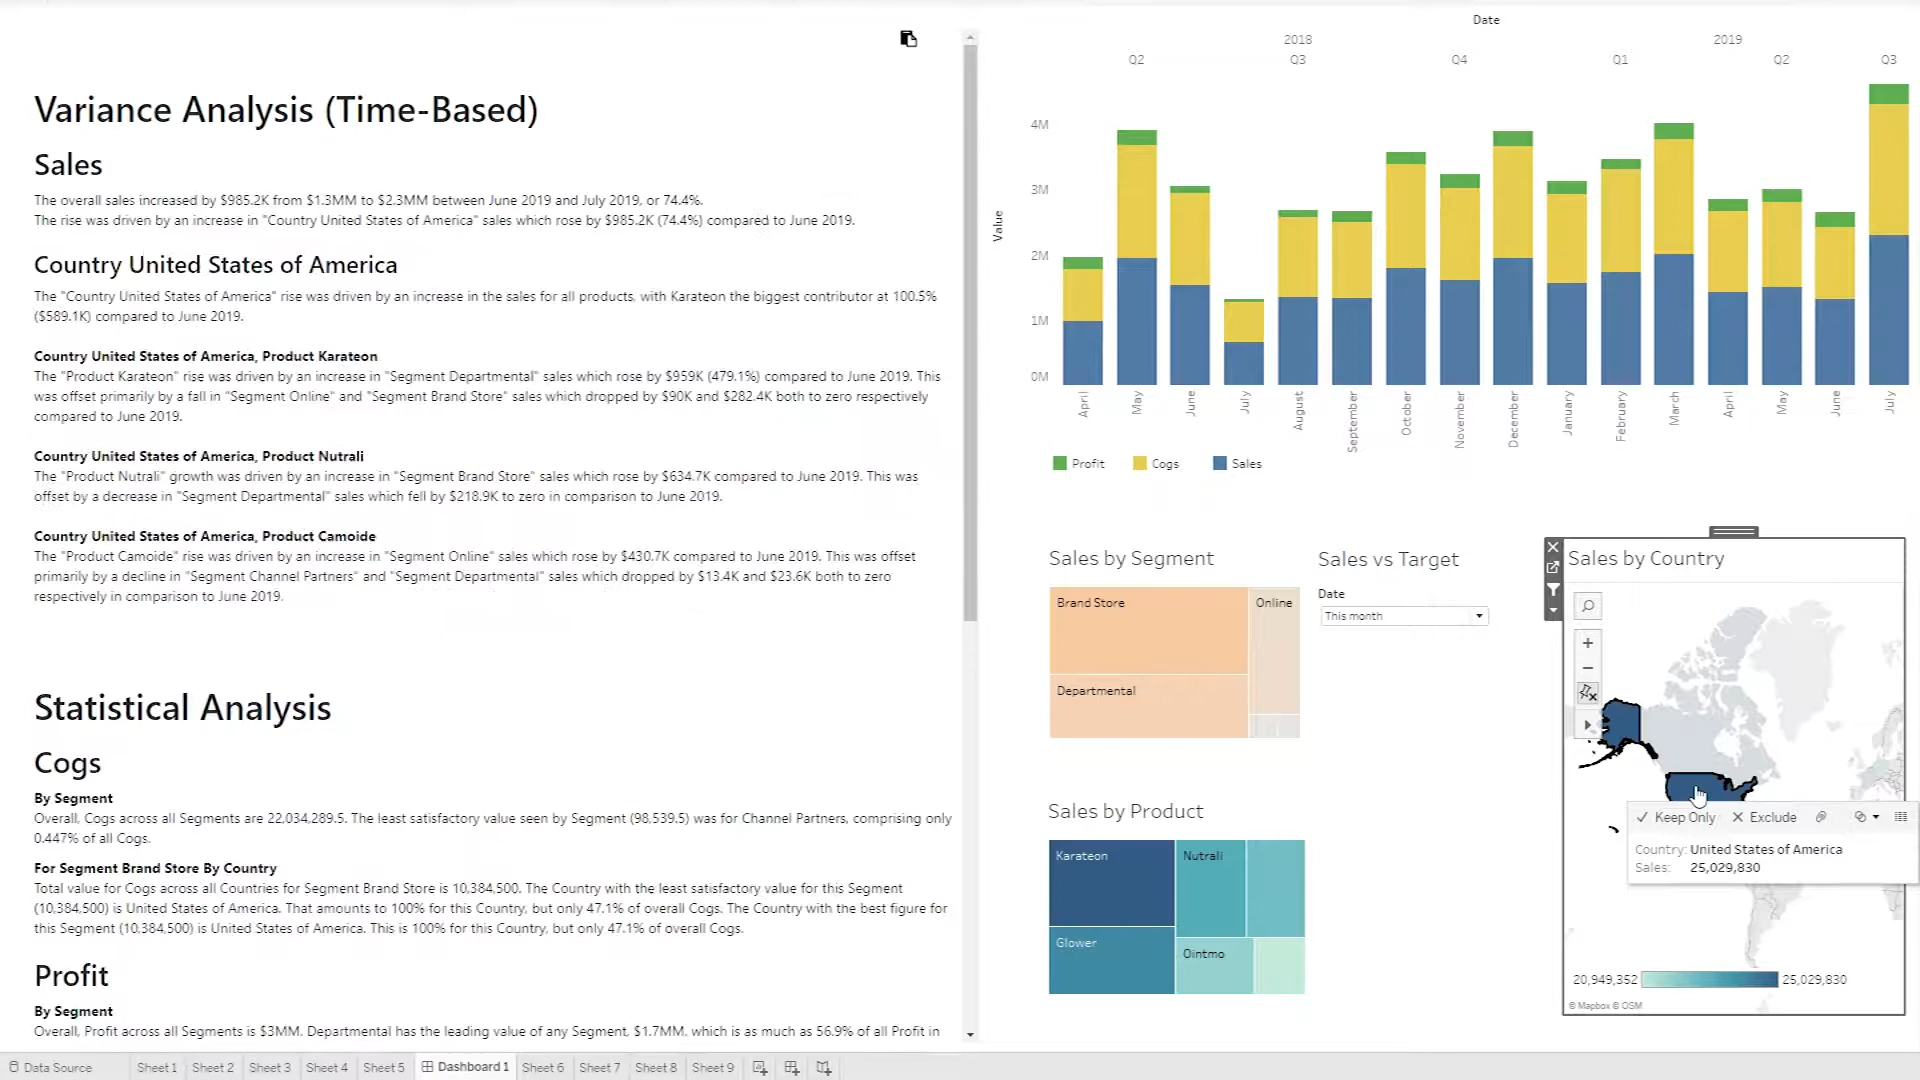 Variance Analysis (Time-Based)
Sales
The overall sales increased by $985.2K from $1.3MM to $2.3MM between June 2019 and July 2019, or 74.4%.
The rise was driven by an increase in "Country United States of America" sales which rose by $985.2K (74.4%) compared to June 2019.
Country United States of America
The "Country United States of America" rise was driven by an increase in the sales for all products, with Karateon the biggest contributor at 100.5%
($589.1K) compared to June 2019.
Country United States of America, Product Karateon
The "Product Karateon" rise was driven by an increase in "Segment Departmental" sales which rose by $959K (479.1%) compared to June 2019. This
was offset primarily by a fall in "Segment Online" and "Segment Brand Store" sales which dropped by $90K and $282.4K both to zero respectively
compared to June 2019.
Country United States of America, Product Nutrali
The "Product Nutrali" growth was driven by an increase in "Segment Brand Store" sales which rose by $634.7K compared to June 2019. This was
offset by a decrease in "Segment Departmental" sales which fell by $218.9K to zero in comparison to June 2019.
Country United States of America, Product Camoide
The "Product Camoide" rise was driven by an increase in "Segment Online" sales which rose by $430.7K compared to June 2019. This was offset
primarily by a decline in "Segment Channel Partners" and "Segment Departmental" sales which dropped by $13.4K and $23.6K both to zero
respectively in comparison to June 2019.
Statistical Analysis
Cogs
By Segment
Overall, Cogs across all Segments are 22,034,289.5. The least satisfactory value seen by Segment (98,539.5) was for Channel Partners, comprising only
0.447% of all Cogs.
For Segment Brand Store By Country
Total value for Cogs across all Countries for Segment Brand Store is 10,384,500. The Country with the least satisfactory value for this Segment
(10,384,500) is United States of America. That amounts to 100% for this Country, but only 47.1% of overall Cogs. The Country with the best figure for
this Segment (10,384,500) is United States of America. This is 100% for this Country, but only 47.1% of overall Cogs.
Profit
By Segment
Overall, Profit across all Segments is $3MM. Departmental has the leading value of any Segment, $1.7MM, which is as much as 56.9% of all Profit in
Date
2018
2019
Q2
Q3
Q4
Q1
Q2
Q3
Value
4M
3M
2M
1M
0M
April
May
June
July
August
September
October
November
December
January
February
March
April
May
June
July
Profit
Cogs
Sales
Sales by Segment
Brand Store
Online
Departmental
Sales vs Target
Date
This month
Sales by Product
Karateon
Nutrali
Glower
Ointmo
Sales by Country
Keep Only
Exclude
Country: United States of America
Sales: 25,029,830
20,949,352
25,029,830
© Mapbox © OSM
Data Source
Sheet 1
Sheet 2
Sheet 3
Sheet 4
Sheet 5
Dashboard 1
Sheet 6
Sheet 7
Sheet 8
Sheet 9